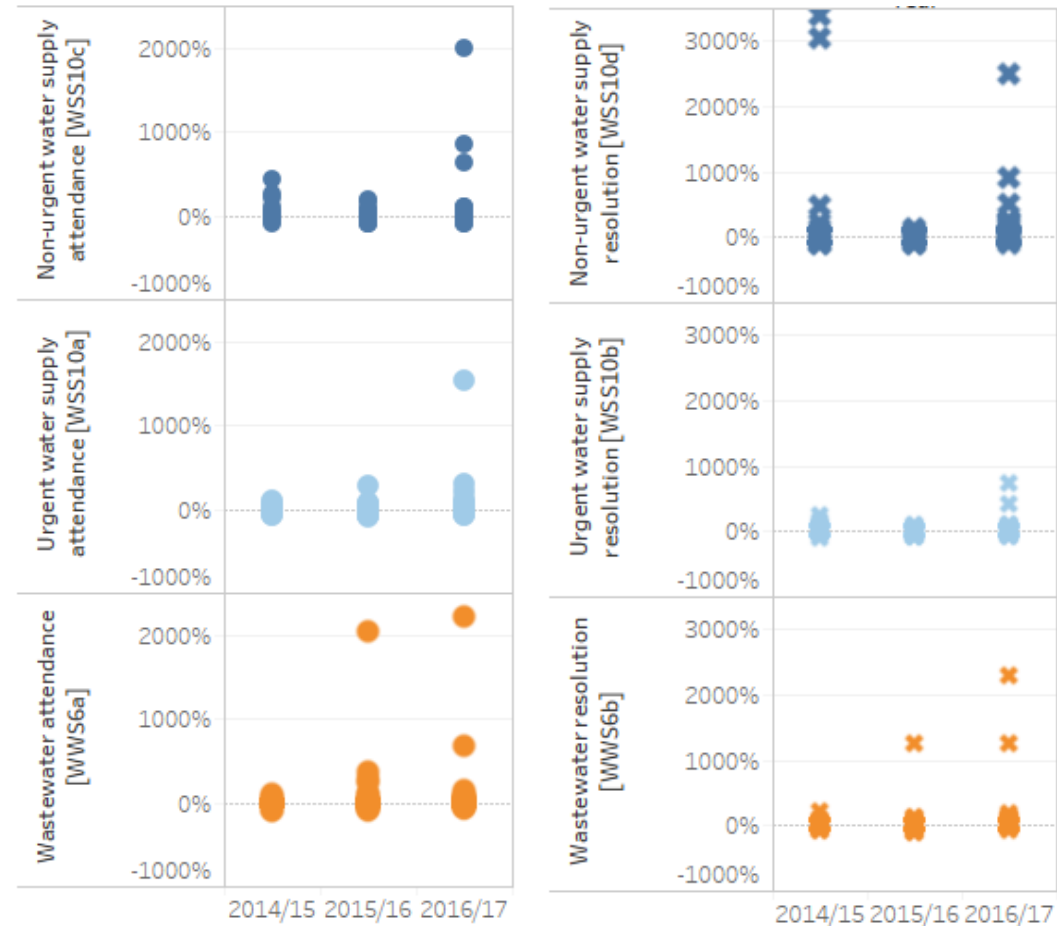 Non-urgent water supply
attendance [WSS10c]
2000%
1000%
0%
-1000%
Urgent water supply
attendance [WSS10a]
2000%
1000%
0%
-1000%
Wastewater attendance
[WWS6a]
2000%
1000%
0%
-1000%
2014/15 2015/16 2016/17
Non-urgent water supply
resolution [WSS10d]
3000%
2000%
1000%
0%
-1000%
Urgent water supply
resolution [WSS10b]
3000%
2000%
1000%
0%
-1000%
Wastewater resolution
[WWS6b]
3000%
2000%
1000%
0%
-1000%
2014/15 2015/16 2016/17